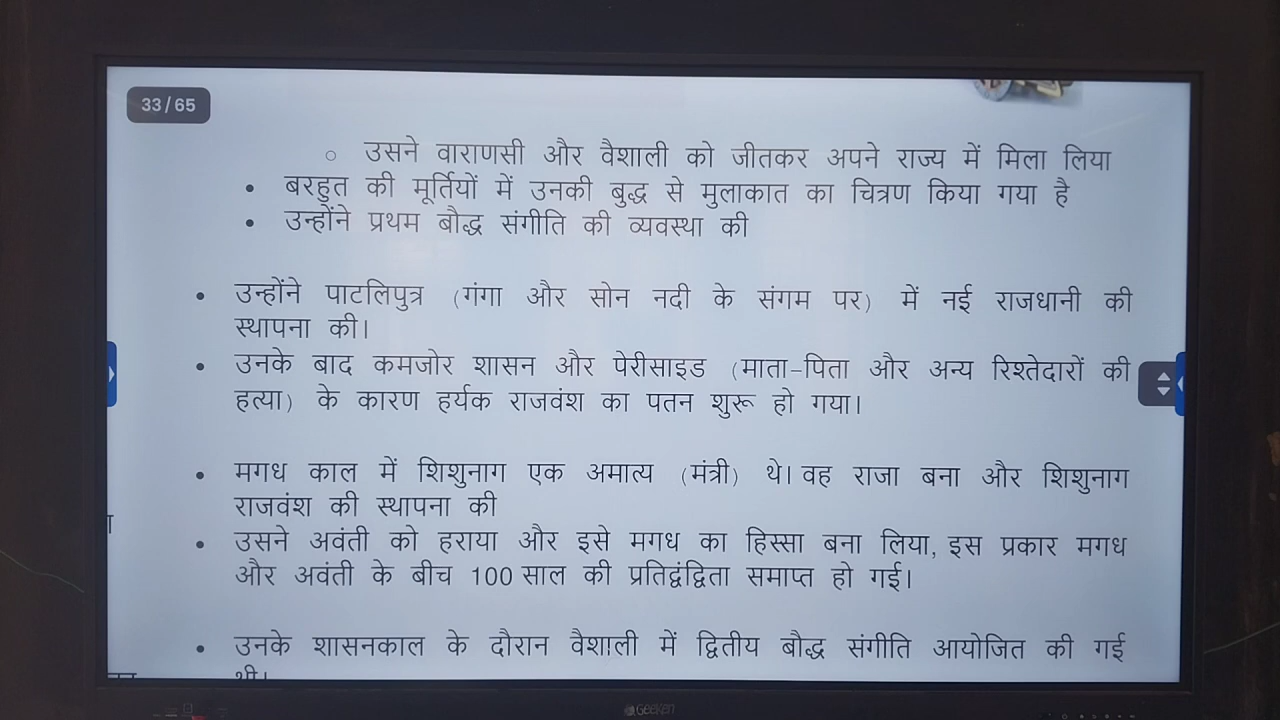 33/65
○ उसने वाराणसी और वैशाली को जीतकर अपने राज्य में मिला लिया
• बरहुत की मूर्तियों में उनकी बुद्ध से मुलाकात का चित्रण किया गया है
• उन्होंने प्रथम बौद्ध संगीति की व्यवस्था की
• उन्होंने पाटलिपुत्र (गंगा और सोन नदी के संगम पर) में नई राजधानी की
स्थापना की।
• उनके बाद कमजोर शासन और पेरीसाइड (माता-पिता और अन्य रिश्तेदारों की
हत्या) के कारण हर्यक राजवंश का पतन शुरू हो गया।
• मगध काल में शिशुनाग एक अमात्य (मंत्री) थे। वह राजा बना और शिशुनाग
राजवंश की स्थापना की
• उसने अवंती को हराया और इसे मगध का हिस्सा बना लिया, इस प्रकार मगध
और अवंती के बीच 100 साल की प्रतिद्वंद्विता समाप्त हो गई।
• उनके शासनकाल के दौरान वैशाली में द्वितीय बौद्ध संगीति आयोजित की गई
थी।
Geeken